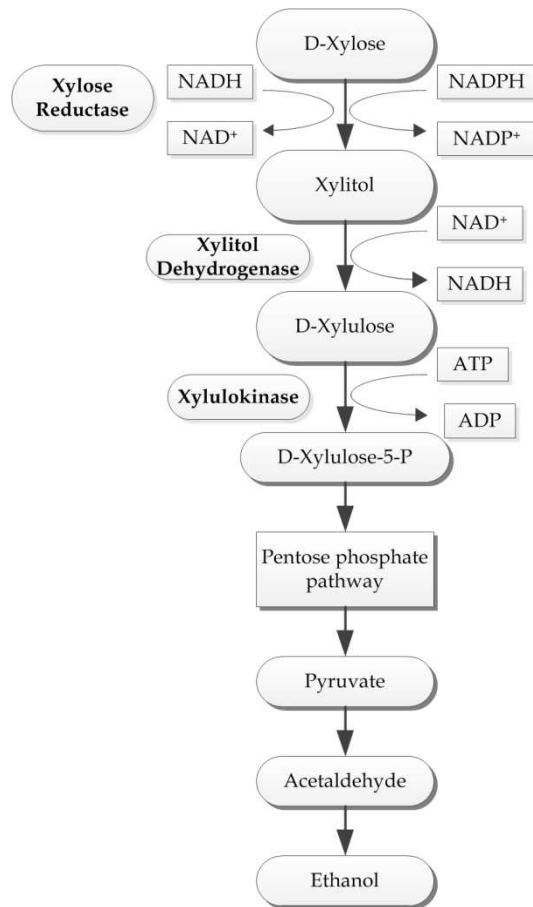 D-Xylose
Xylose
Reductase
NADH
NADPH
NAD⁺
NADP⁺
Xylitol
NAD⁺
Xylitol
Dehydrogenase
NADH
D-Xylulose
ATP
Xylulokinase
ADP
D-Xylulose-5-P
Pentose phosphate
pathway
Pyruvate
Acetaldehyde
Ethanol